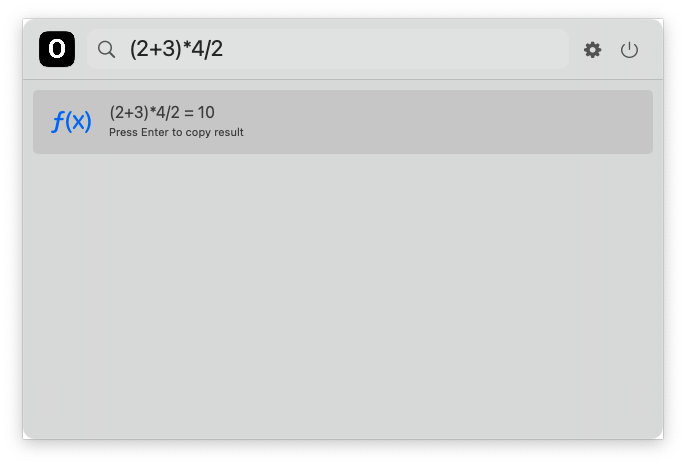 O
(2+3)*4/2
ƒ(x)
(2+3)*4/2 = 10
Press Enter to copy result